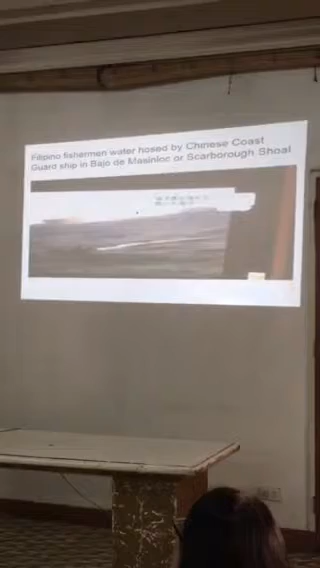 Filipino fishermen water hosed by Chinese Coast
Guard ship in Bajo de Masinloc or Scarborough Shoal